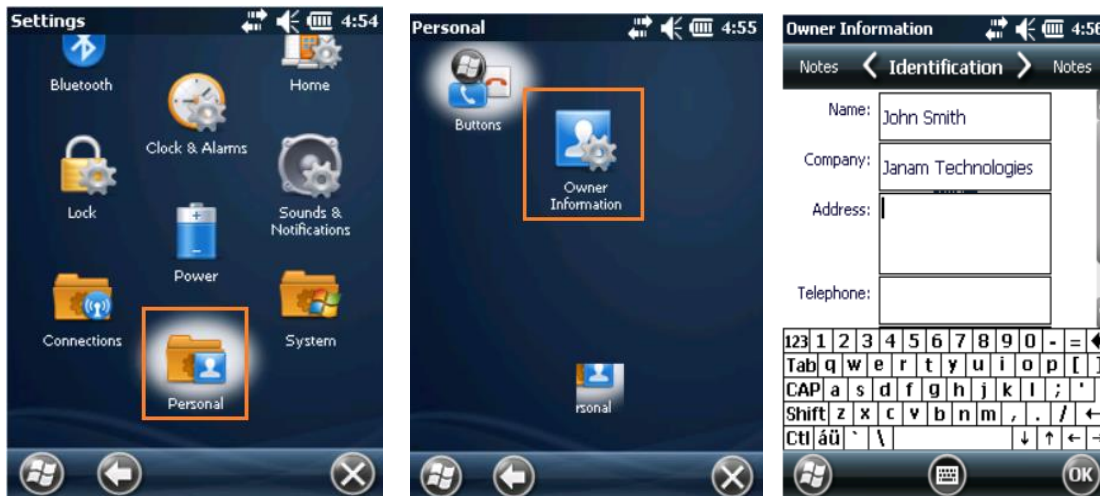 Settings 4:54
Bluetooth
Home
Clock & Alarms
Lock
Sounds & Notifications
Power
Connections
System
Personal
Personal 4:55
Buttons
Owner Information
rsonal
Owner Information 4:56
Notes Identification Notes
Name: John Smith
Company: Janam Technologies
Address:
Telephone:
123 1 2 3 4 5 6 7 8 9 0 - =
Tab q w e r t y u i o p [ ]
CAP a s d f g h j k l ; '
Shift z x c v b n m , . / ←
Ctl áü ` \ ↓ ↑ ← →
OK